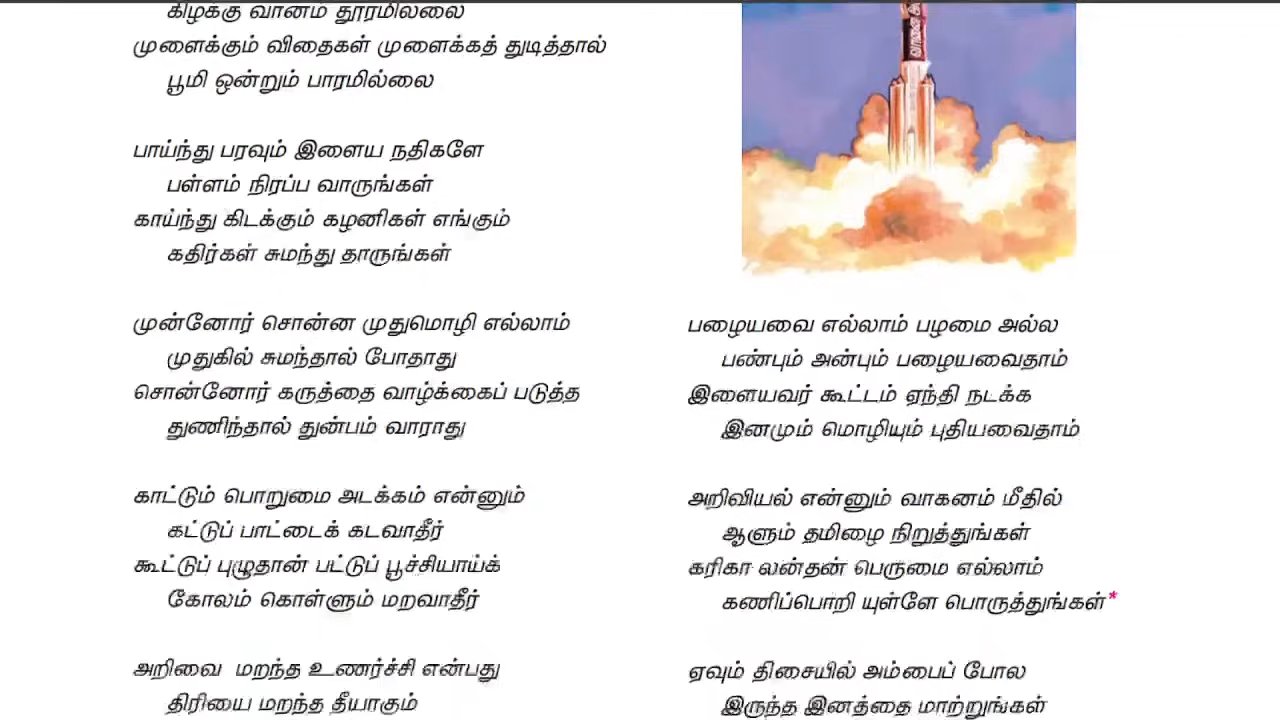 கிழக்கு வானம் தூரமில்லை
முளைக்கும் விதைகள் முளைக்கத் துடித்தால்
பூமி ஒன்றும் பாரமில்லை
பாய்ந்து பரவும் இளைய நதிகளே
பள்ளம் நிரப்ப வாருங்கள்
காய்ந்து கிடக்கும் கழனிகள் எங்கும்
கதிர்கள் சுமந்து தாருங்கள்
முன்னோர் சொன்ன முதுமொழி எல்லாம்
முதுகில் சுமந்தால் போதாது
சொன்னோர் கருத்தை வாழ்க்கைப் படுத்த
துணிந்தால் துன்பம் வாராது
காட்டும் பொறுமை அடக்கம் என்னும்
கட்டுப் பாட்டைக் கடவாதீர்
கூட்டுப் புழுதான் பட்டுப் பூச்சியாய்க்
கோலம் கொள்ளும் மறவாதீர்
அறிவை மறந்த உணர்ச்சி என்பது
திரியை மறந்த தீயாகும்
பழையவை எல்லாம் பழமை அல்ல
பண்பும் அன்பும் பழையவைதாம்
இளையவர் கூட்டம் ஏந்தி நடக்க
இனமும் மொழியும் புதியவைதாம்
அறிவியல் என்னும் வாகனம் மீதில்
ஆளும் தமிழை நிறுத்துங்கள்
கரிகா லன்தன் பெருமை எல்லாம்
கணிப்பொறி யுள்ளே பொருத்துங்கள்*
ஏவும் திசையில் அம்பைப் போல
இருந்த இனத்தை மாற்றுங்கள்